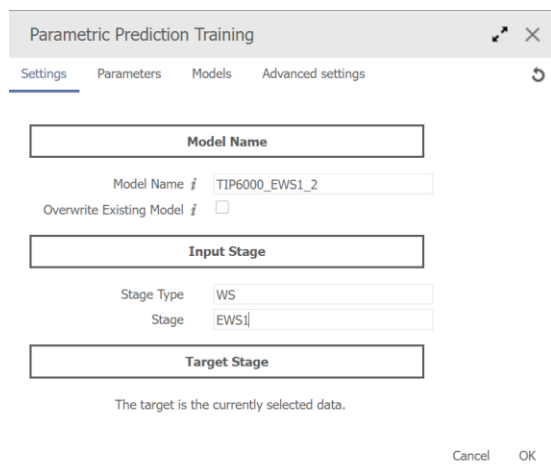 Parametric Prediction Training
Settings Parameters Models Advanced settings
Model Name
Model Name i TIP6000_EWS1_2
Overwrite Existing Model i
Input Stage
Stage Type WS
Stage EWS1
Target Stage
The target is the currently selected data.
Cancel OK